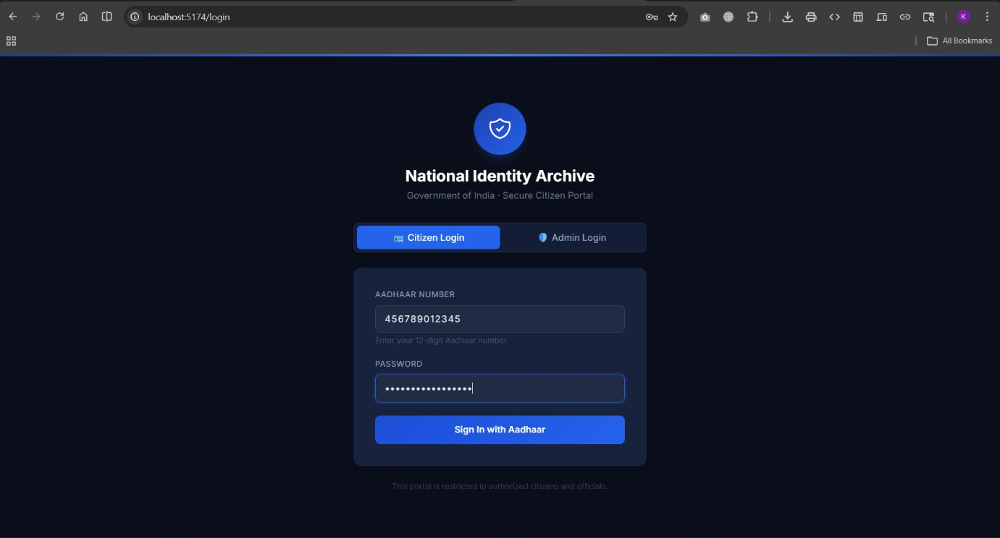 localhost:5174/login
K
All Bookmarks
National Identity Archive
Government of India · Secure Citizen Portal
Citizen Login
Admin Login
AADHAAR NUMBER
456789012345
Enter your 12-digit Aadhaar number
PASSWORD
•••••••••••••••••
Sign In with Aadhaar
This portal is restricted to authorized citizens and officials.